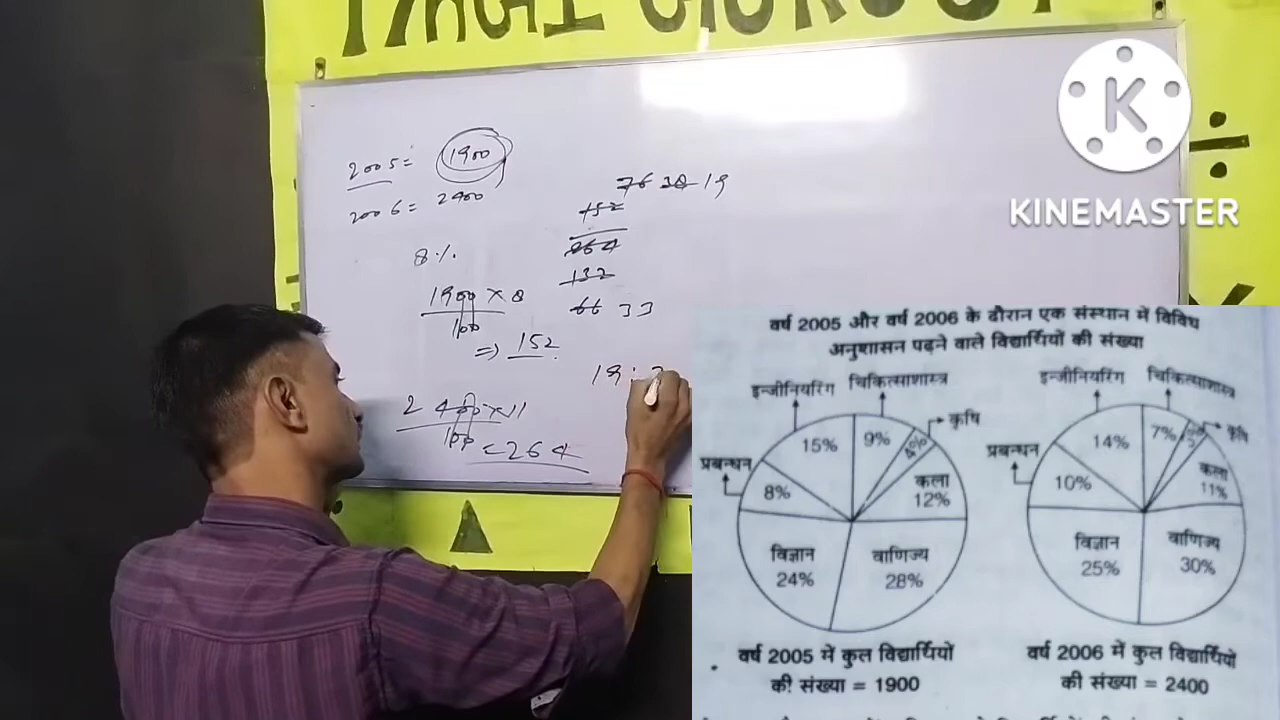 2005 =
1900
2006 = 2400
8%
1900 × 8
100
⇒ 152
2400 × 11
100
= 264
76 38 19
152
264
132
66 33
19 :
KINEMASTER
वर्ष 2005 और वर्ष 2006 के दौरान एक संस्थान में विविध
अनुशासन पढ़ने वाले विद्यार्थियों की संख्या
इन्जीनियरिंग चिकित्साशास्त्र
कृषि
15% 9% 4%
प्रबन्धन
8%
कला
12%
विज्ञान
24%
वाणिज्य
28%
वर्ष 2005 में कुल विद्यार्थियों
की संख्या = 1900
इन्जीनियरिंग चिकित्साशास्त्र
कृषि
14% 7%
प्रबन्धन
10%
कला
11%
विज्ञान
25%
वाणिज्य
30%
वर्ष 2006 में कुल विद्यार्थियों
की संख्या = 2400